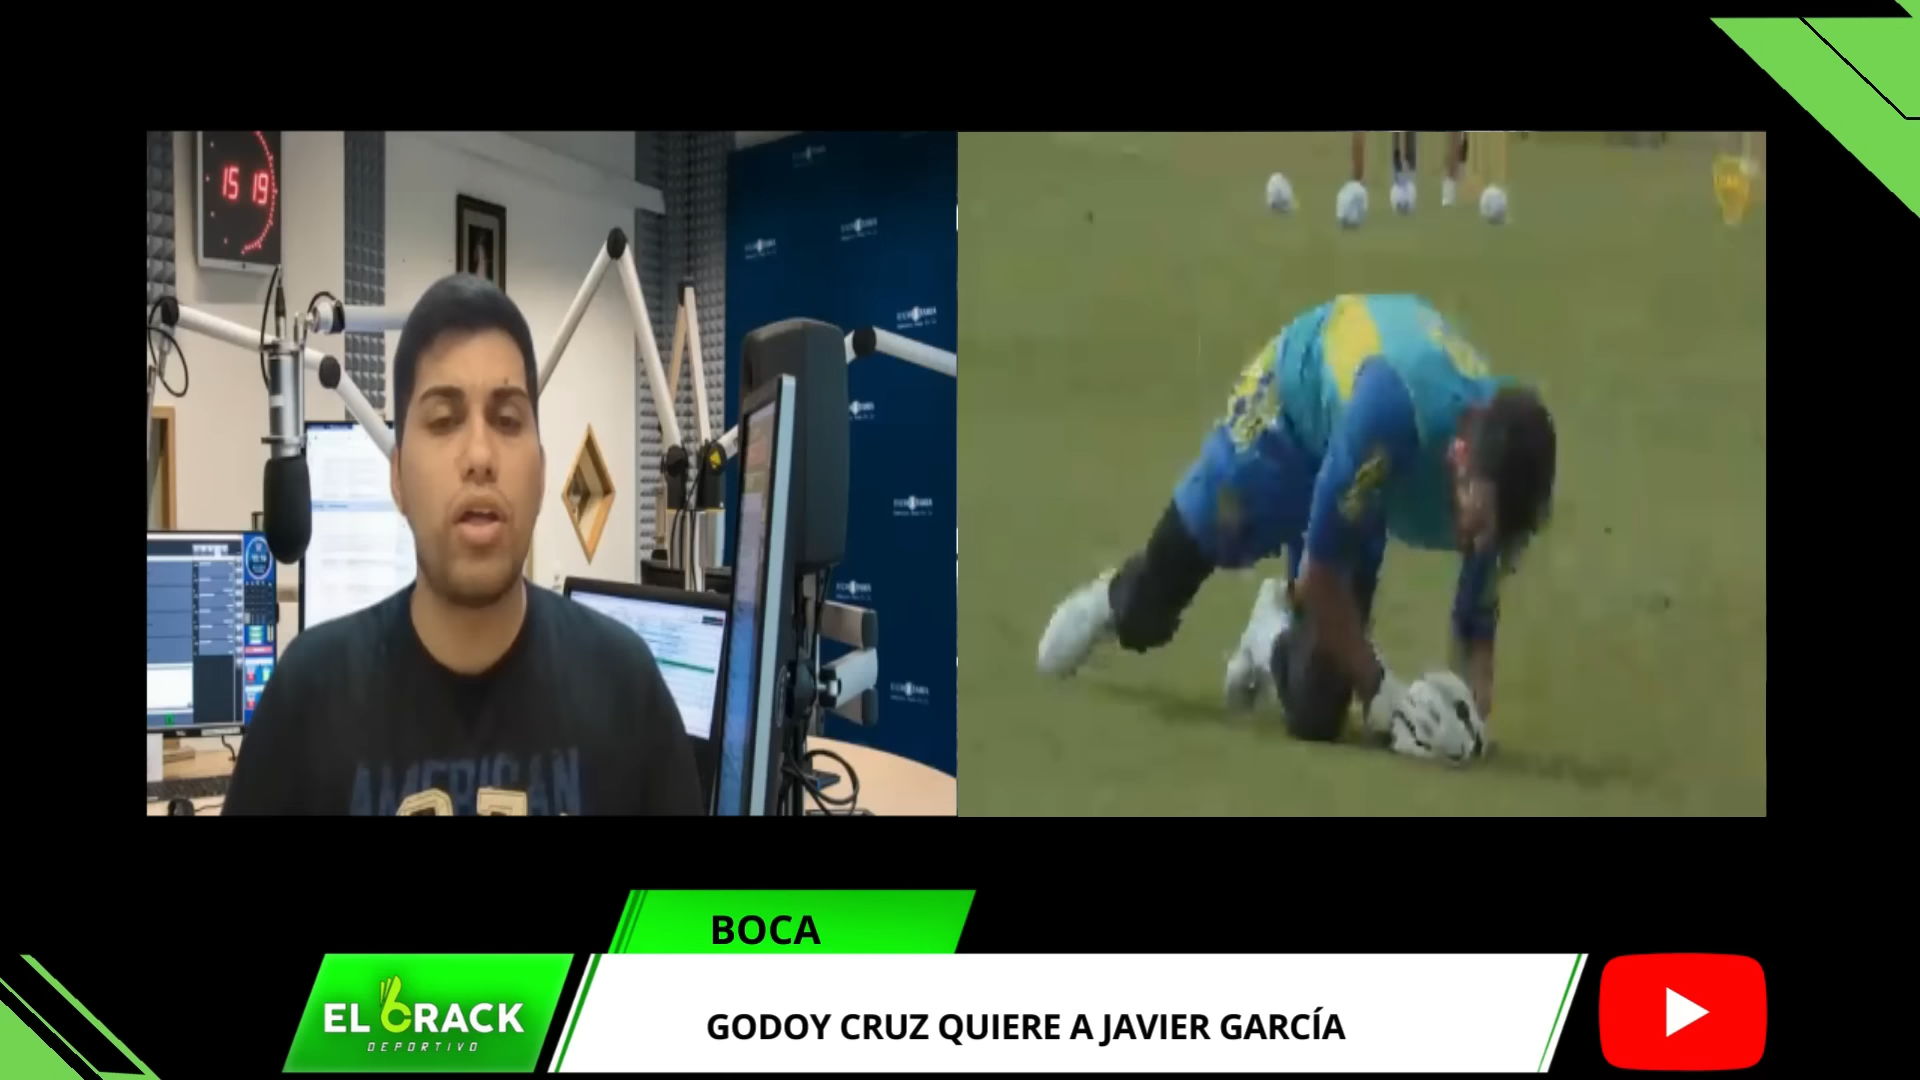 15 19
AMERICAN
BOCA
EL CRACK
DEPORTIVO
GODOY CRUZ QUIERE A JAVIER GARCÍA